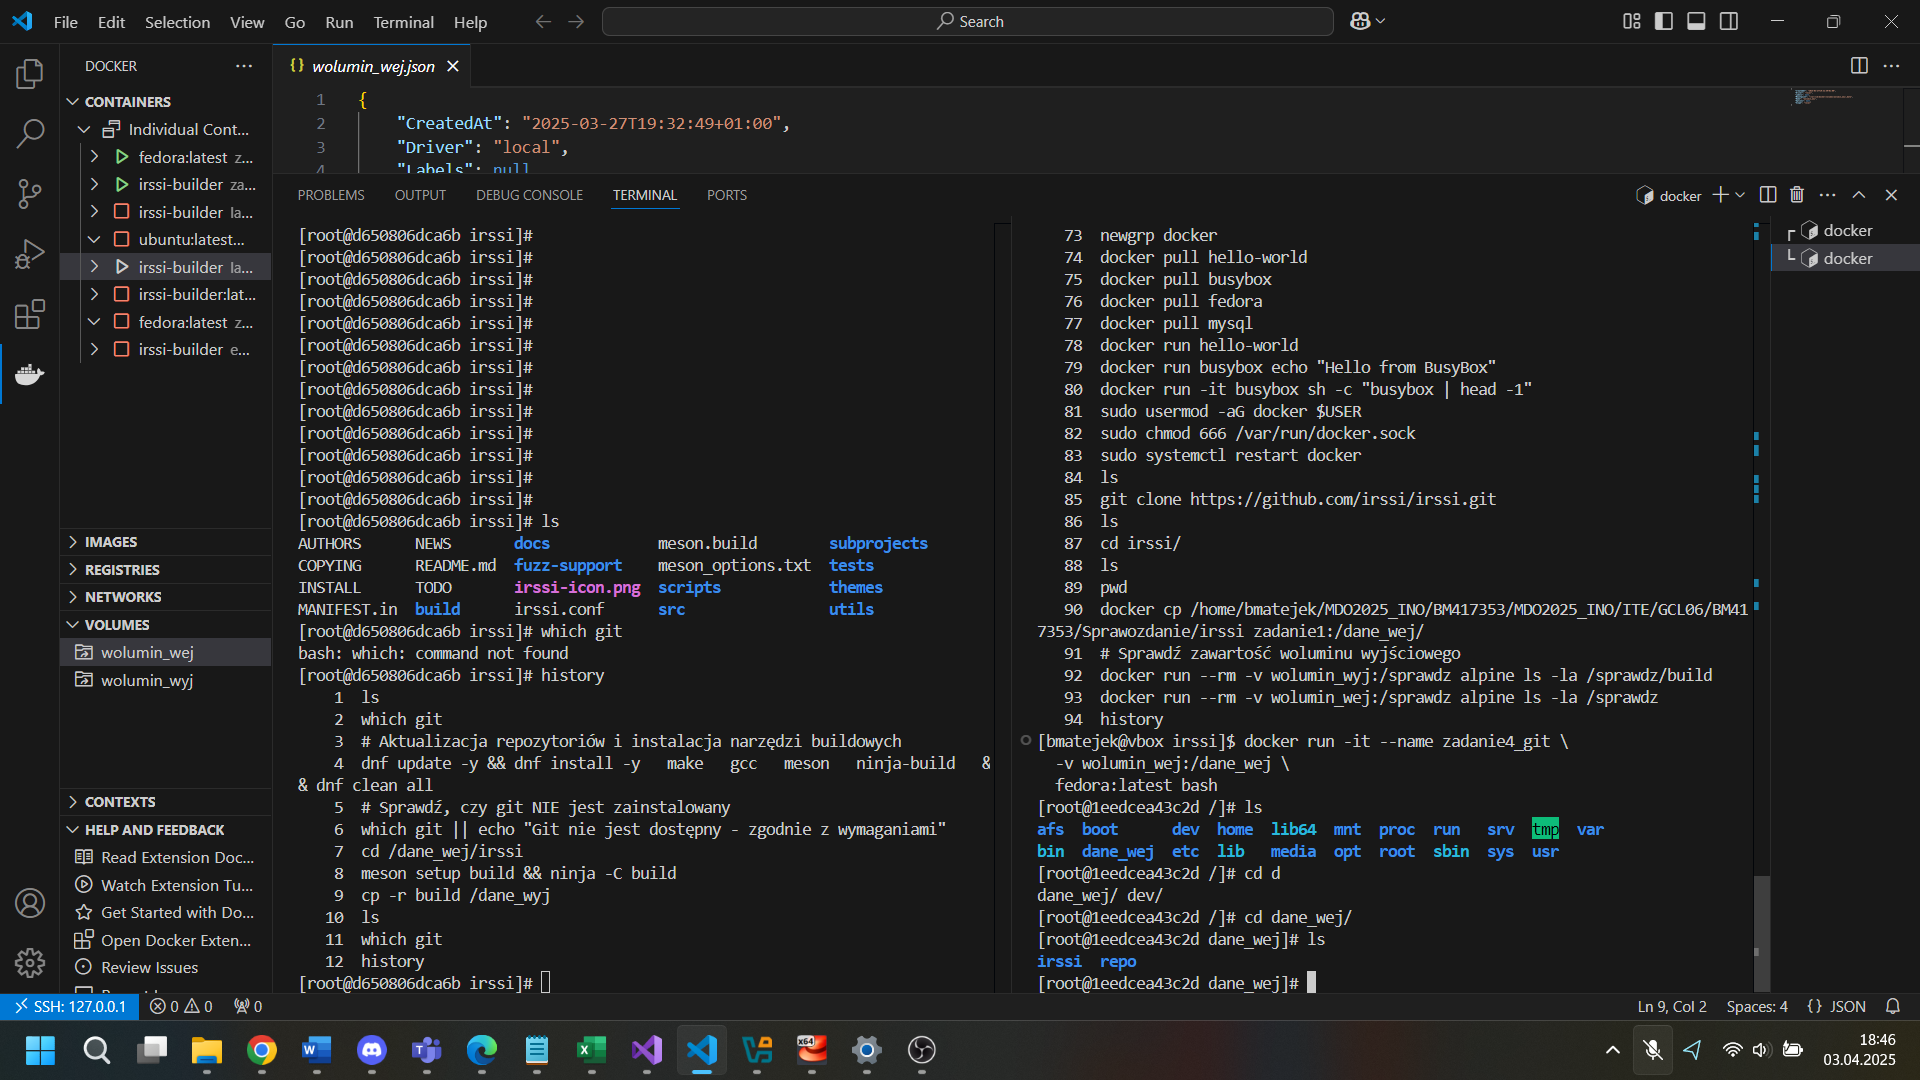 File Edit Selection View Go Run Terminal Help
Search
DOCKER
CONTAINERS
Individual Cont...
fedora:latest z...
irssi-builder za...
irssi-builder la...
ubuntu:latest...
irssi-builder la...
irssi-builder:lat...
fedora:latest z...
irssi-builder e...
IMAGES
REGISTRIES
NETWORKS
VOLUMES
wolumin_wej
wolumin_wyj
CONTEXTS
HELP AND FEEDBACK
Read Extension Doc...
Watch Extension Tu...
Get Started with Do...
Open Docker Exten...
Review Issues
{} wolumin_wej.json
1 {
2 "CreatedAt": "2025-03-27T19:32:49+01:00",
3 "Driver": "local",
4 "Labels": null
PROBLEMS OUTPUT DEBUG CONSOLE TERMINAL PORTS
docker
[root@d650806dca6b irssi]#
[root@d650806dca6b irssi]#
[root@d650806dca6b irssi]#
[root@d650806dca6b irssi]#
[root@d650806dca6b irssi]#
[root@d650806dca6b irssi]#
[root@d650806dca6b irssi]#
[root@d650806dca6b irssi]#
[root@d650806dca6b irssi]#
[root@d650806dca6b irssi]#
[root@d650806dca6b irssi]#
[root@d650806dca6b irssi]#
[root@d650806dca6b irssi]#
[root@d650806dca6b irssi]# ls
AUTHORS NEWS docs meson.build subprojects
COPYING README.md fuzz-support meson_options.txt tests
INSTALL TODO irssi-icon.png scripts themes
MANIFEST.in build irssi.conf src utils
[root@d650806dca6b irssi]# which git
bash: which: command not found
[root@d650806dca6b irssi]# history
1 ls
2 which git
3 # Aktualizacja repozytoriów i instalacja narzędzi buildowych
4 dnf update -y && dnf install -y make gcc meson ninja-build &
& dnf clean all
5 # Sprawdź, czy git NIE jest zainstalowany
6 which git || echo "Git nie jest dostępny - zgodnie z wymaganiami"
7 cd /dane_wej/irssi
8 meson setup build && ninja -C build
9 cp -r build /dane_wyj
10 ls
11 which git
12 history
[root@d650806dca6b irssi]#
73 newgrp docker
74 docker pull hello-world
75 docker pull busybox
76 docker pull fedora
77 docker pull mysql
78 docker run hello-world
79 docker run busybox echo "Hello from BusyBox"
80 docker run -it busybox sh -c "busybox | head -1"
81 sudo usermod -aG docker $USER
82 sudo chmod 666 /var/run/docker.sock
83 sudo systemctl restart docker
84 ls
85 git clone https://github.com/irssi/irssi.git
86 ls
87 cd irssi/
88 ls
89 pwd
90 docker cp /home/bmatejek/MDO2025_INO/BM417353/MDO2025_INO/ITE/GCL06/BM41
7353/Sprawozdanie/irssi zadanie1:/dane_wej/
91 # Sprawdź zawartość woluminu wyjściowego
92 docker run --rm -v wolumin_wyj:/sprawdz alpine ls -la /sprawdz/build
93 docker run --rm -v wolumin_wej:/sprawdz alpine ls -la /sprawdz
94 history
[bmatejek@vbox irssi]$ docker run -it --name zadanie4_git \
-v wolumin_wej:/dane_wej \
fedora:latest bash
[root@1eedcea43c2d /]# ls
afs boot dev home lib64 mnt proc run srv tmp var
bin dane_wej etc lib media opt root sbin sys usr
[root@1eedcea43c2d /]# cd d
dane_wej/ dev/
[root@1eedcea43c2d /]# cd dane_wej/
[root@1eedcea43c2d dane_wej]# ls
irssi repo
[root@1eedcea43c2d dane_wej]#
docker
docker
SSH: 127.0.0.1 0 0 0
Ln 9, Col 2 Spaces: 4 {} JSON
18:46
03.04.2025